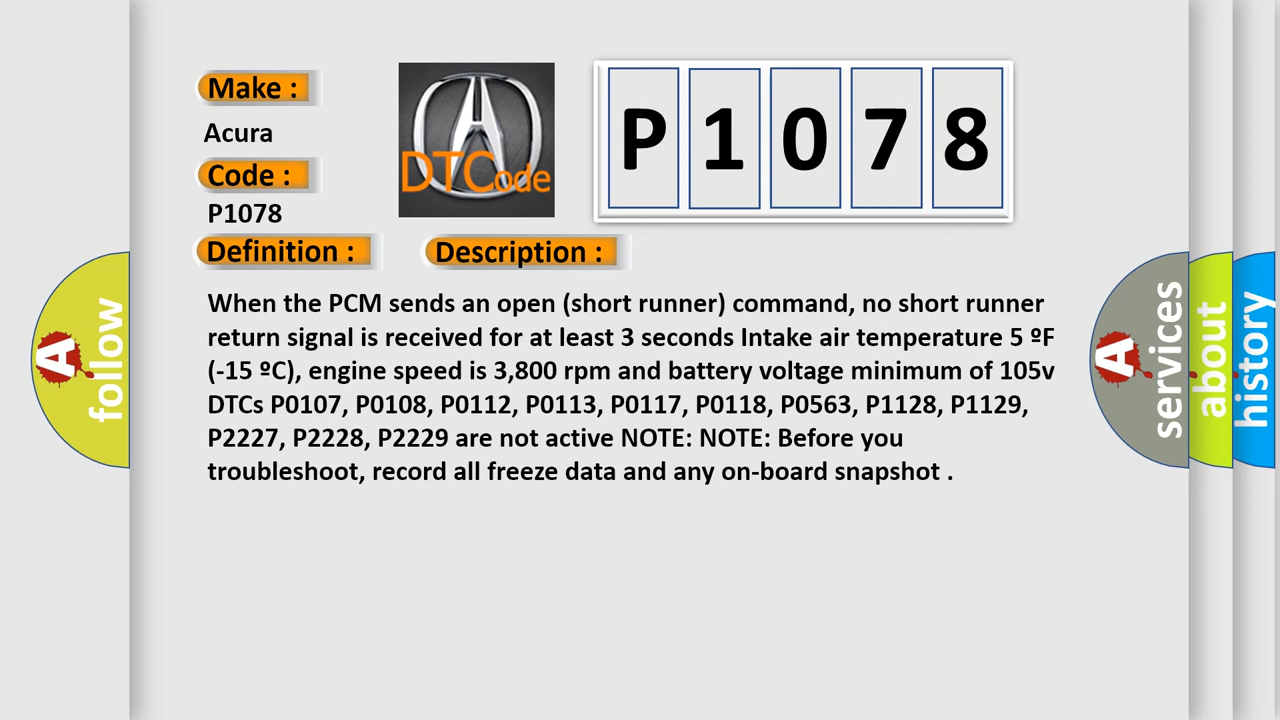 Make :
Acura
Code :
P1078
DTCode
P1078
Definition :
Description :
When the PCM sends an open (short runner) command, no short runner
return signal is received for at least 3 seconds Intake air temperature 5 ºF
(-15 ºC), engine speed is 3,800 rpm and battery voltage minimum of 105v
DTCs P0107, P0108, P0112, P0113, P0117, P0118, P0563, P1128, P1129,
P2227, P2228, P2229 are not active NOTE: NOTE: Before you
troubleshoot, record all freeze data and any on-board snapshot .
A
follow
A
services
about
history